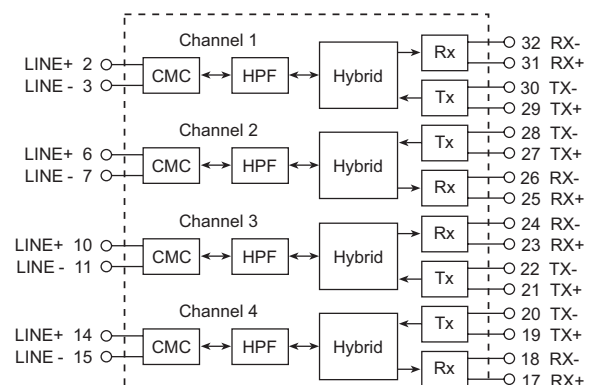 Channel 1
LINE+ 2
LINE - 3
CMC
HPF
Hybrid
Rx
Tx
32 RX-
31 RX+
30 TX-
29 TX+
Channel 2
LINE+ 6
LINE - 7
CMC
HPF
Hybrid
Tx
Rx
28 TX-
27 TX+
26 RX-
25 RX+
Channel 3
LINE+ 10
LINE - 11
CMC
HPF
Hybrid
Rx
Tx
24 RX-
23 RX+
22 TX-
21 TX+
Channel 4
LINE+ 14
LINE - 15
CMC
HPF
Hybrid
Tx
Rx
20 TX-
19 TX+
18 RX-
17 RX+